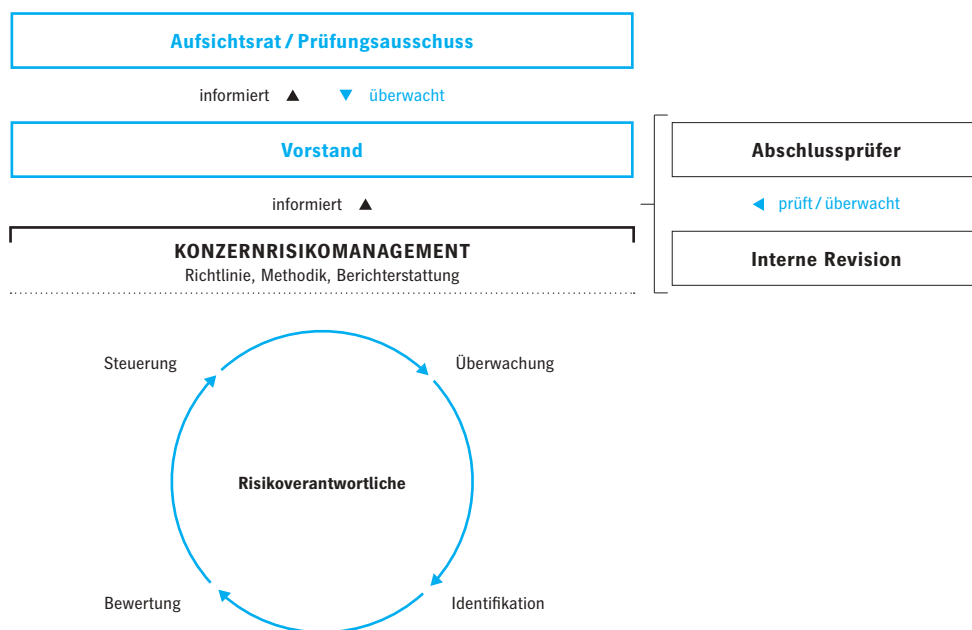 Aufsichtsrat / Prüfungsausschuss
informiert ▲ ▼ überwacht
Vorstand
Abschlussprüfer
informiert ▲
◀ prüft / überwacht
KONZERNRISIKOMANAGEMENT
Richtlinie, Methodik, Berichterstattung
Interne Revision
Steuerung
Überwachung
Risikoverantwortliche
Bewertung
Identifikation